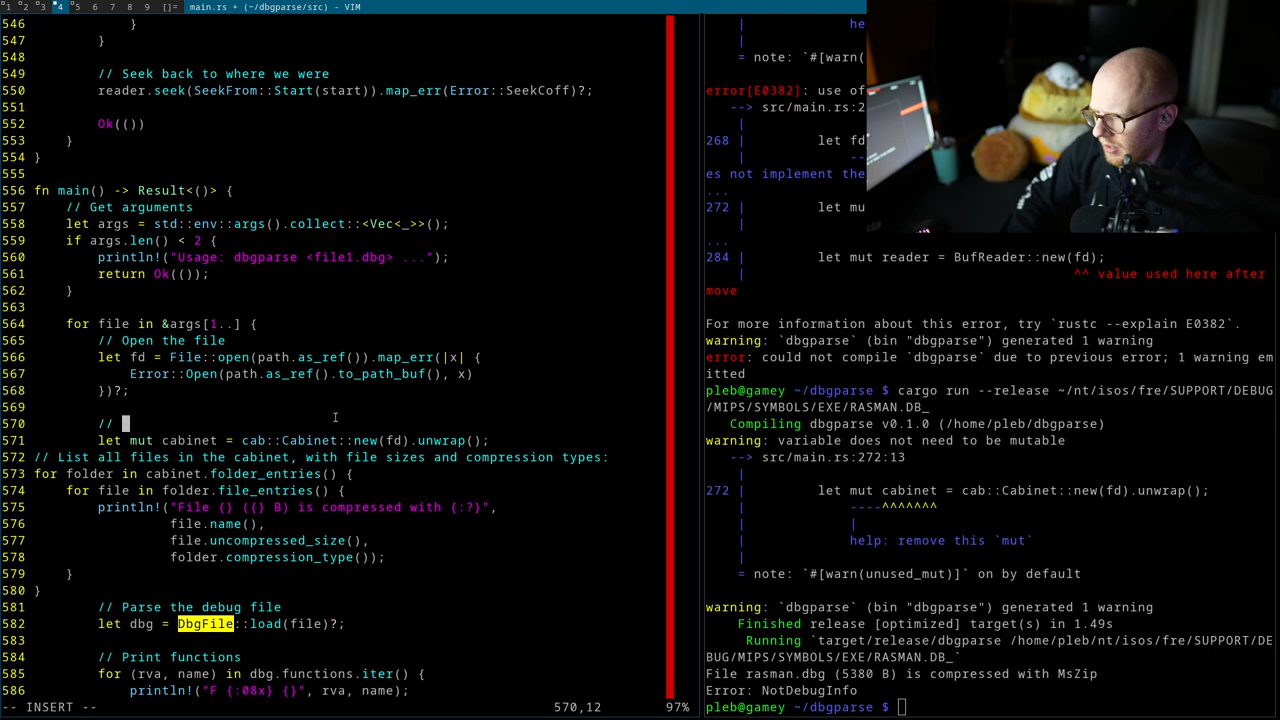 1 2 3 4 5 6 7 8 9 []= main.rs + (~/dbgparse/src) - VIM
546             }
547         }
548
549         // Seek back to where we were
550         reader.seek(SeekFrom::Start(start)).map_err(Error::SeekCoff)?;
551
552         Ok(())
553     }
554 }
555
556 fn main() -> Result<()> {
557     // Get arguments
558     let args = std::env::args().collect::<Vec<_>>();
559     if args.len() < 2 {
560         println!("Usage: dbgparse <file1.dbg> ...");
561         return Ok(());
562     }
563
564     for file in &args[1..] {
565         // Open the file
566         let fd = File::open(path.as_ref()).map_err(|x| {
567             Error::Open(path.as_ref().to_path_buf(), x)
568         })?;
569
570         //
571         let mut cabinet = cab::Cabinet::new(fd).unwrap();
572 // List all files in the cabinet, with file sizes and compression types:
573 for folder in cabinet.folder_entries() {
574     for file in folder.file_entries() {
575         println!("File {} ({} B) is compressed with {:?}",
576                  file.name(),
577                  file.uncompressed_size(),
578                  folder.compression_type());
579     }
580 }
581         // Parse the debug file
582         let dbg = DbgFile::load(file)?;
583
584         // Print functions
585         for (rva, name) in dbg.functions.iter() {
586             println!("F {:08x} {}", rva, name);
-- INSERT -- 570,12 97%
    |             he
    |
    = note: `#[warn(

error[E0382]: use of
   --> src/main.rs:2
    |
268 |         let fd
    |             --
es not implement the
...
272 |         let mu
    |
...
284 |         let mut reader = BufReader::new(fd);
    |                                         ^^ value used here after
move

For more information about this error, try `rustc --explain E0382`.
warning: `dbgparse` (bin "dbgparse") generated 1 warning
error: could not compile `dbgparse` due to previous error; 1 warning em
itted
pleb@gamey ~/dbgparse $ cargo run --release ~/nt/isos/fre/SUPPORT/DEBUG
/MIPS/SYMBOLS/EXE/RASMAN.DB_
   Compiling dbgparse v0.1.0 (/home/pleb/dbgparse)
warning: variable does not need to be mutable
   --> src/main.rs:272:13
    |
272 |         let mut cabinet = cab::Cabinet::new(fd).unwrap();
    |             ----^^^^^^^
    |             |
    |             help: remove this `mut`
    |
    = note: `#[warn(unused_mut)]` on by default

warning: `dbgparse` (bin "dbgparse") generated 1 warning
    Finished release [optimized] target(s) in 1.49s
     Running `target/release/dbgparse /home/pleb/nt/isos/fre/SUPPORT/DE
BUG/MIPS/SYMBOLS/EXE/RASMAN.DB_`
File rasman.dbg (5380 B) is compressed with MsZip
Error: NotDebugInfo
pleb@gamey ~/dbgparse $